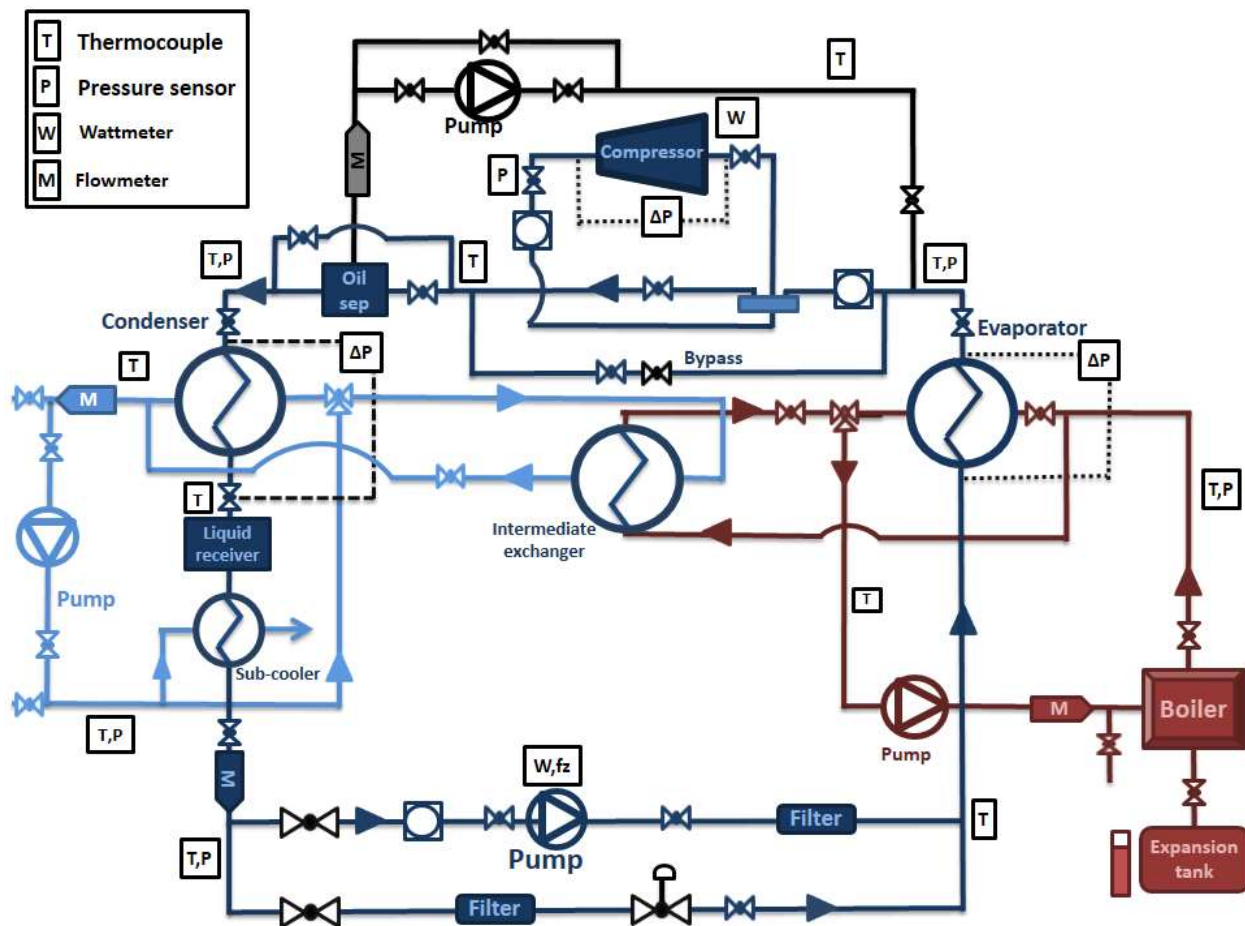 T Thermocouple
P Pressure sensor
W Wattmeter
M Flowmeter
T
Pump
W
Compressor
M
P
ΔP
T,P
T
T,P
Oil
sep
Condenser
Evaporator
ΔP
Bypass
ΔP
T
M
T
T,P
Liquid
receiver
Intermediate
exchanger
Pump
T
Sub-cooler
T,P
M
Boiler
Pump
M
W,fz
Filter
T
T,P
Pump
Expansion
tank
Filter